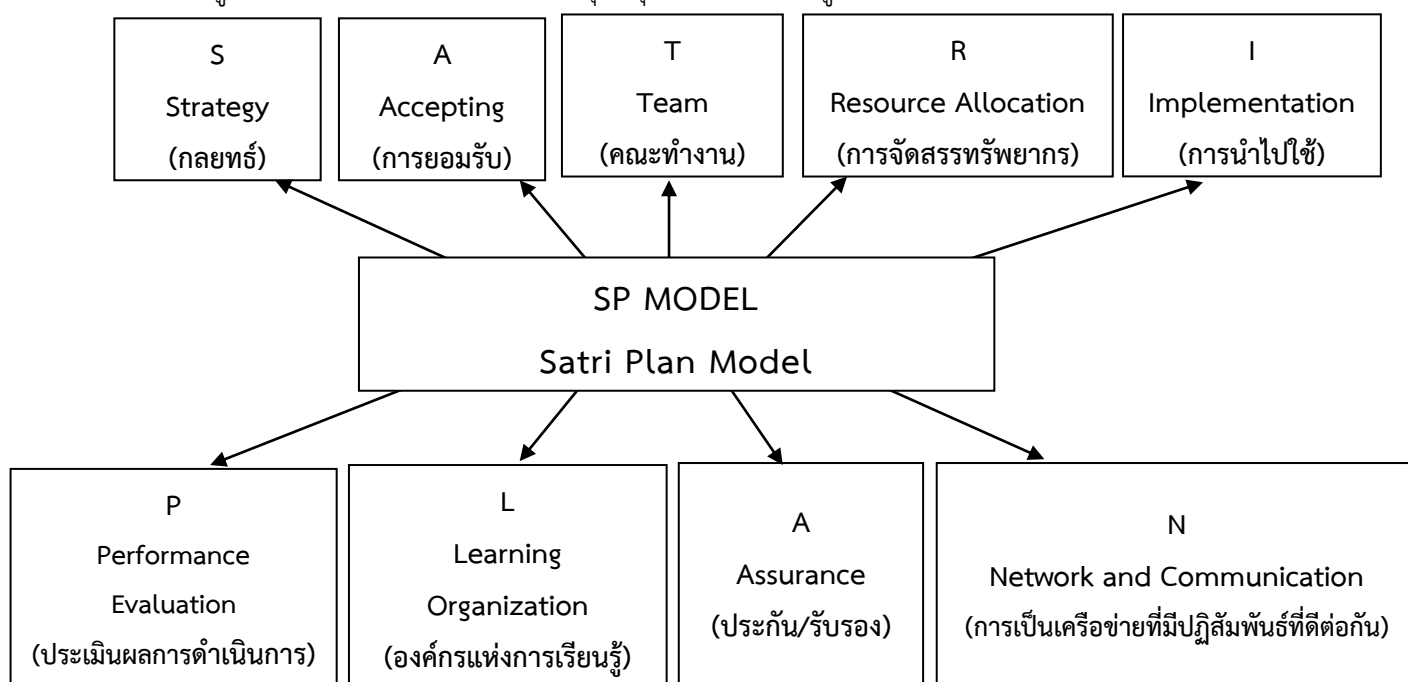 S
Strategy
(กลยทธ์)
A
Accepting
(การยอมรับ)
T
Team
(คณะทำงาน)
R
Resource Allocation
(การจัดสรรทรัพยากร)
I
Implementation
(การนำไปใช้)
SP MODEL
Satri Plan Model
P
Performance
Evaluation
(ประเมินผลการดำเนินการ)
L
Learning
Organization
(องค์กรแห่งการเรียนรู้)
A
Assurance
(ประกัน/รับรอง)
N
Network and Communication
(การเป็นเครือข่ายที่มีปฏิสัมพันธ์ที่ดีต่อกัน)